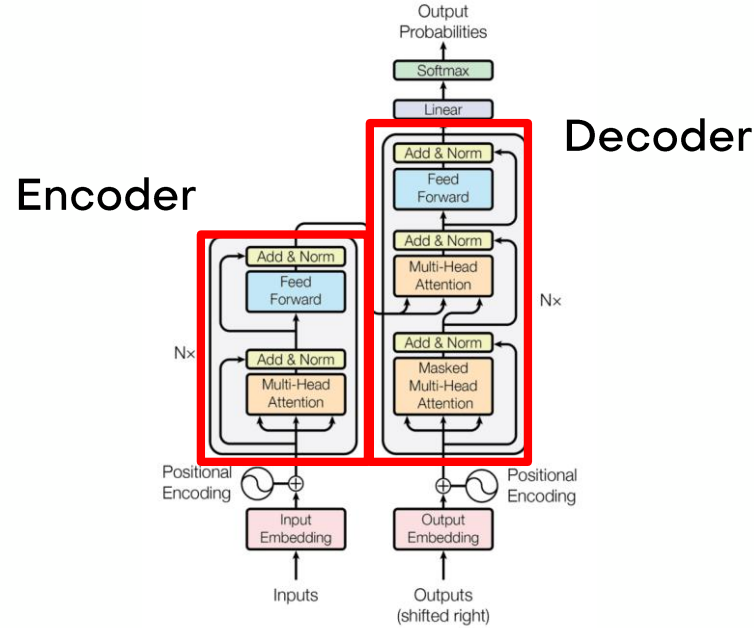 Output
Probabilities
Softmax
Linear
Decoder
Add & Norm
Feed
Forward
Add & Norm
Multi-Head
Attention
Nx
Add & Norm
Masked
Multi-Head
Attention
Positional
Encoding
Output
Embedding
Outputs
(shifted right)
Encoder
Add & Norm
Feed
Forward
Nx
Add & Norm
Multi-Head
Attention
Positional
Encoding
Input
Embedding
Inputs